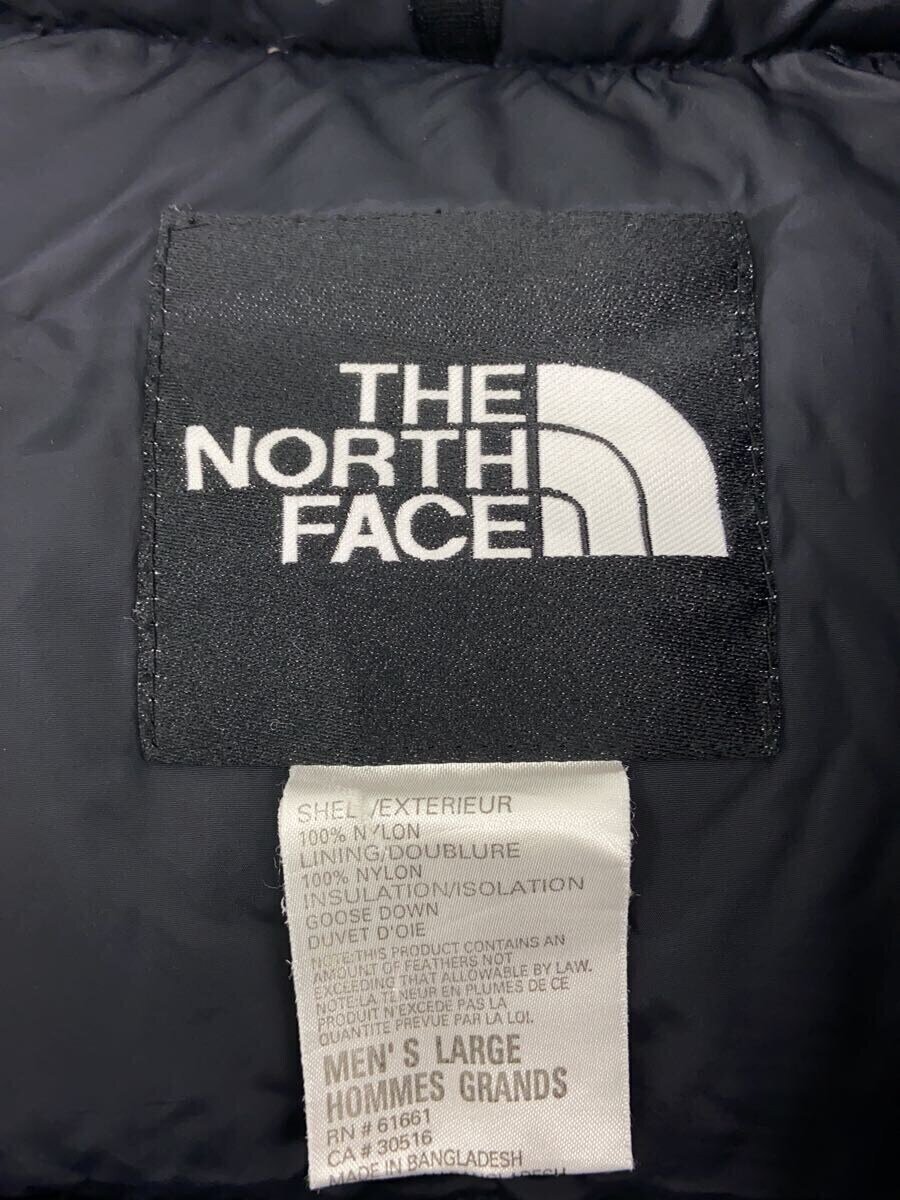 THE
NORTH
FACE
SHEL /EXTERIEUR
100% NYLON
LINING/DOUBLURE
100% NYLON
INSULATION/ISOLATION
GOOSE DOWN
DUVET D'OIE
NOTE:THIS PRODUCT CONTAINS AN
AMOUNT OF FEATHERS NOT
EXCEEDING THAT ALLOWABLE BY LAW.
NOTE:LA TENEUR EN PLUMES DE CE
PRODUIT N'EXCEDE PAS LA
QUANTITE PREVUE PAR LA LOI.
MEN'S LARGE
HOMMES GRANDS
RN # 61661
CA # 30516
MADE IN BANGLADESH